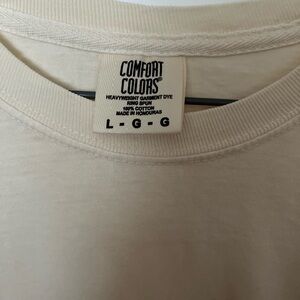 COMFORT
COLORS®
HEAVYWEIGHT GARMENT DYE
RING SPUN
100% COTTON
MADE IN HONDURAS
L - G - G